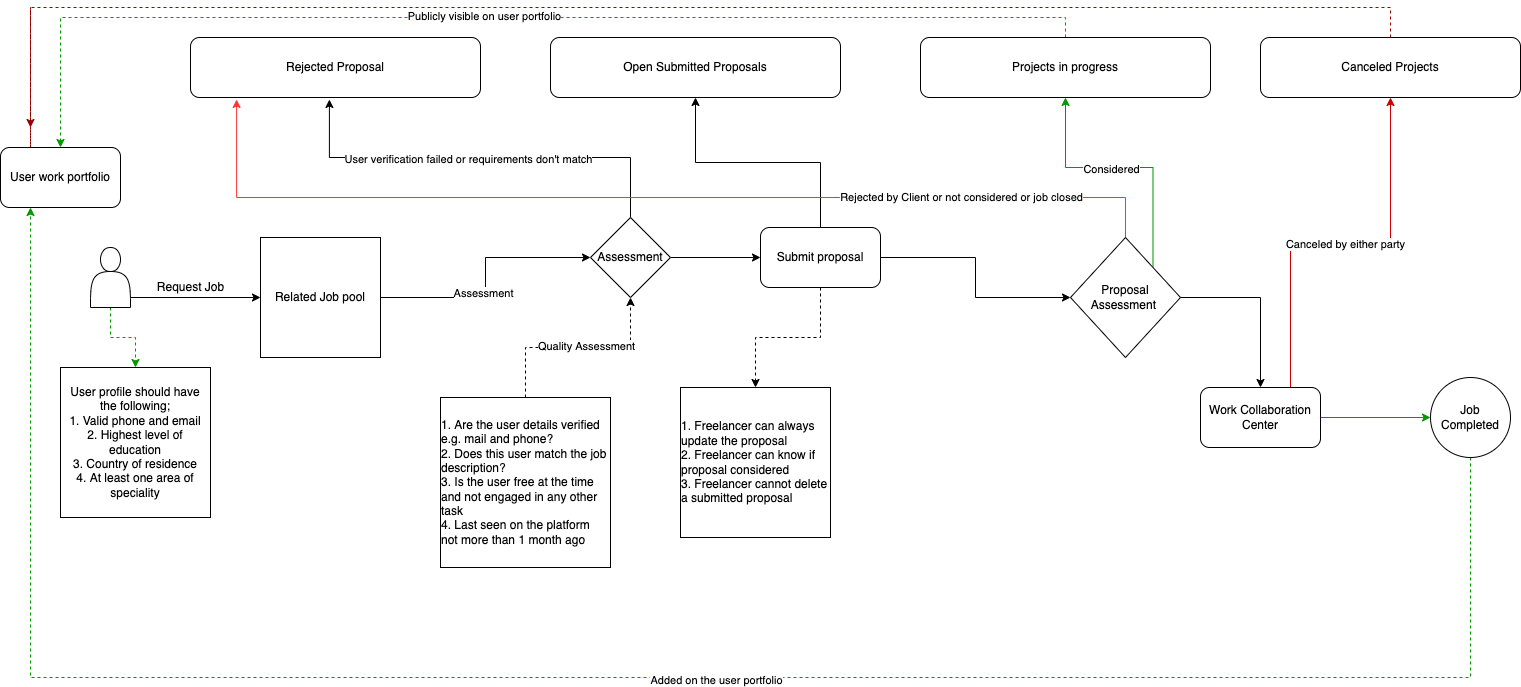 Publicly visible on user portfolio
Rejected Proposal
Open Submitted Proposals
Projects in progress
Canceled Projects
User work portfolio
User verification failed or requirements don't match
Considered
Rejected by Client or not considered or job closed
Canceled by either party
Request Job
Related Job pool
Assessment
Assessment
Submit proposal
Proposal
Assessment
Quality Assessment
User profile should have
the following;
1. Valid phone and email
2. Highest level of
education
3. Country of residence
4. At least one area of
speciality
1. Are the user details verified
e.g. mail and phone?
2. Does this user match the job
description?
3. Is the user free at the time
and not engaged in any other
task
4. Last seen on the platform
not more than 1 month ago
1. Freelancer can always
update the proposal
2. Freelancer can know if
proposal considered
3. Freelancer cannot delete
a submitted proposal
Work Collaboration
Center
Job
Completed
Added on the user portfolio